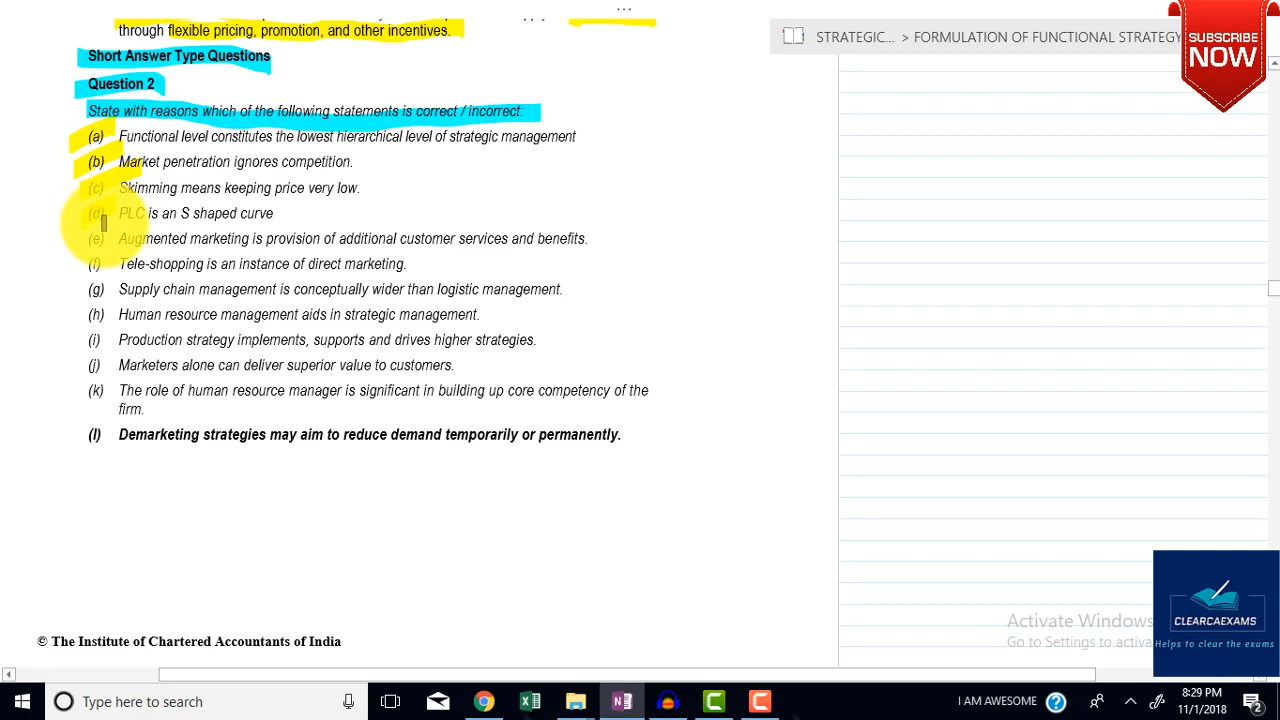 through flexible pricing, promotion, and other incentives.
Short Answer Type Questions
Question 2
State with reasons which of the following statements is correct / incorrect:
(a) Functional level constitutes the lowest hierarchical level of strategic management
(b) Market penetration ignores competition.
(c) Skimming means keeping price very low.
(d) PLC is an S shaped curve
(e) Augmented marketing is provision of additional customer services and benefits.
(f) Tele-shopping is an instance of direct marketing.
(g) Supply chain management is conceptually wider than logistic management.
(h) Human resource management aids in strategic management.
(i) Production strategy implements, supports and drives higher strategies.
(j) Marketers alone can deliver superior value to customers.
(k) The role of human resource manager is significant in building up core competency of the
firm.
(l) Demarketing strategies may aim to reduce demand temporarily or permanently.
© The Institute of Chartered Accountants of India
STRATEGIC... > FORMULATION OF FUNCTIONAL STRATEGY
SUBSCRIBE
NOW
Activate Windows
Go to Settings to activa
CLEARCAEXAMS
Helps to clear the exams
Type here to search
I AM AWESOME
8:29 PM
11/1/2018
2